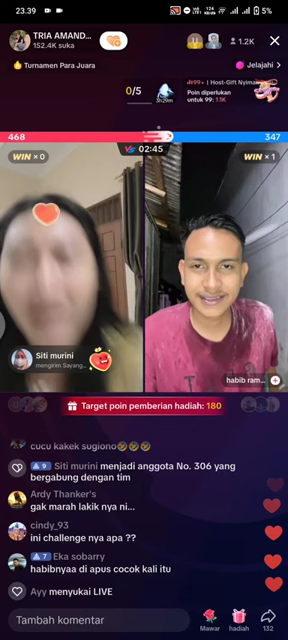 23.39
5%
TRIA AMAND...
152.4K suka
1.2K
Turnamen Para Juara
Jelajahi >
0/5
3h29m
| Host-Gift Nyiman
Poin diperlukan
untuk 99: 1.1K
468
347
WIN × 0
VS 02:45
WIN × 1
Siti murini
mengirim Sayang...
habib ram...
Target poin pemberian hadiah: 180
cucu kakek sugiono🤣🤣🤣
9 Siti murini menjadi anggota No. 306 yang
bergabung dengan tim
Ardy Thanker's
gak marah lakik nya ni...
cindy_93
ini challenge nya apa ??
7 Eka sobarry
habibnyaa di apus cocok kali itu
Ayy menyukai LIVE
Tambah komentar
Mawar
hadiah
132